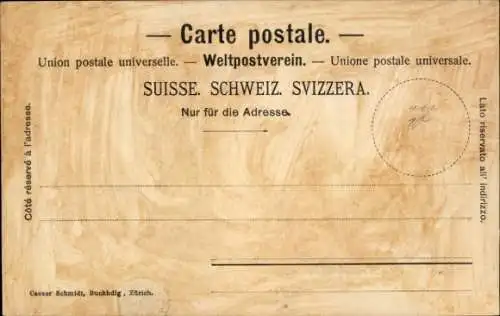 — Carte postale. —
Union postale universelle. — Weltpostverein. — Unione postale universale.
SUISSE. SCHWEIZ. SVIZZERA.
Nur für die Adresse.
Côté réservé à l'adresse.
Lato riservato all' indirizzo.
Caesar Schmidt, Buchhdlg, Zürich.